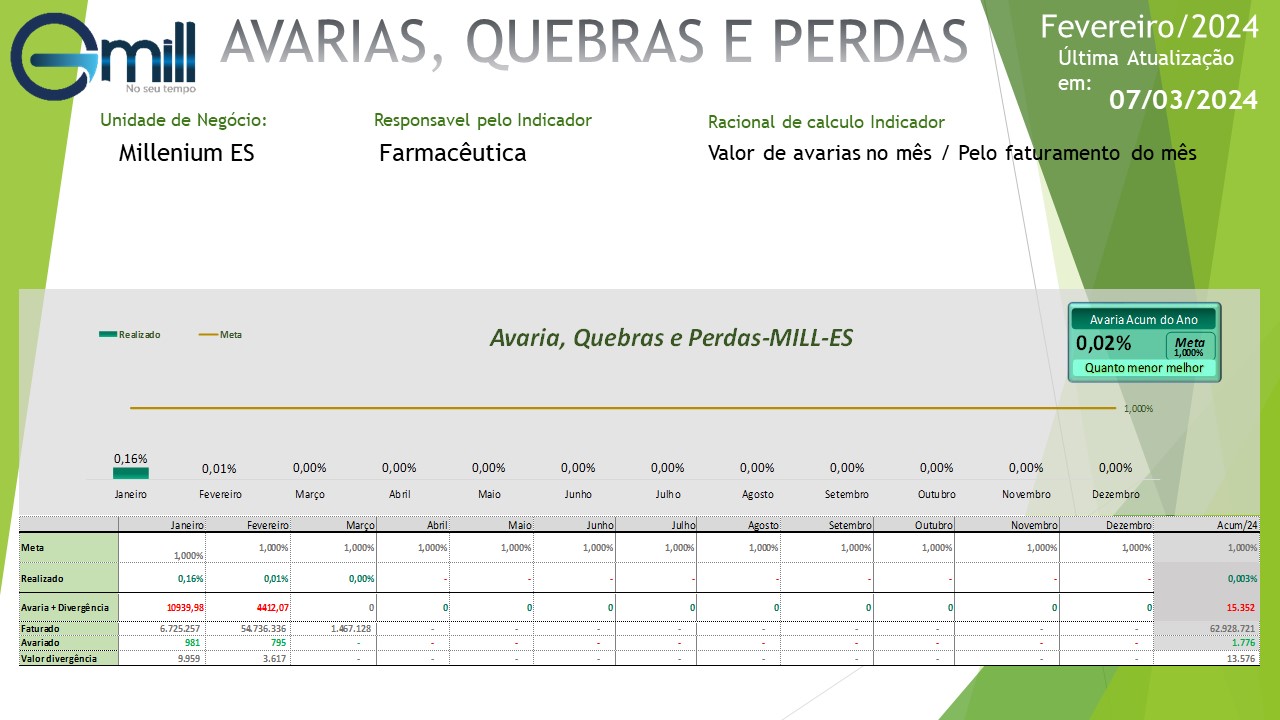 Gmill
No seu tempo
AVARIAS, QUEBRAS E PERDAS
Fevereiro/2024
Última Atualização
em:
07/03/2024
Unidade de Negócio: Responsavel pelo Indicador Racional de calculo Indicador
Millenium ES Farmacêutica Valor de avarias no mês / Pelo faturamento do mês
Realizado Meta
Avaria, Quebras e Perdas-MILL-ES
Avaria Acum do Ano
0,02% Meta
1,000%
Quanto menor melhor
1,000%
0,16% 0,01% 0,00% 0,00% 0,00% 0,00% 0,00% 0,00% 0,00% 0,00% 0,00% 0,00%
Janeiro Fevereiro Março Abril Maio Junho Julho Agosto Setembro Outubro Novembro Dezembro
Janeiro Fevereiro Março Abril Maio Junho Julho Agosto Setembro Outubro Novembro Dezembro Acum/24
Meta 1,000% 1,000% 1,000% 1,000% 1,000% 1,000% 1,000% 1,000% 1,000% 1,000% 1,000% 1,000% 1,000%
Realizado 0,16% 0,01% 0,00% - - - - - - - - - 0,003%
Avaria + Divergência 10939,98 4412,07 0 0 0 0 0 0 0 0 0 0 15.352
Faturado 6.725.257 54.736.336 1.467.128 - - - - - - - - - 62.928.721
Avariado 981 795 - - - - - - - - - - 1.776
Valor divergência 9.959 3.617 - - - - - - - - - - 13.576